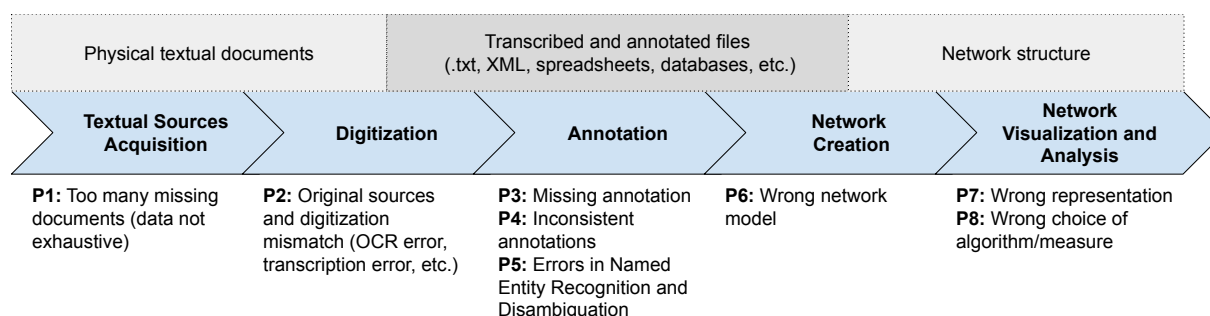 Physical textual documents
Transcribed and annotated files
(.txt, XML, spreadsheets, databases, etc.)
Network structure
Textual Sources
Acquisition
Digitization
Annotation
Network
Creation
Network
Visualization and
Analysis
P1: Too many missing
documents (data not
exhaustive)
P2: Original sources
and digitization
mismatch (OCR error,
transcription error, etc.)
P3: Missing annotation
P4: Inconsistent
annotations
P5: Errors in Named
Entity Recognition and
Disambiguation
P6: Wrong network
model
P7: Wrong representation
P8: Wrong choice of
algorithm/measure